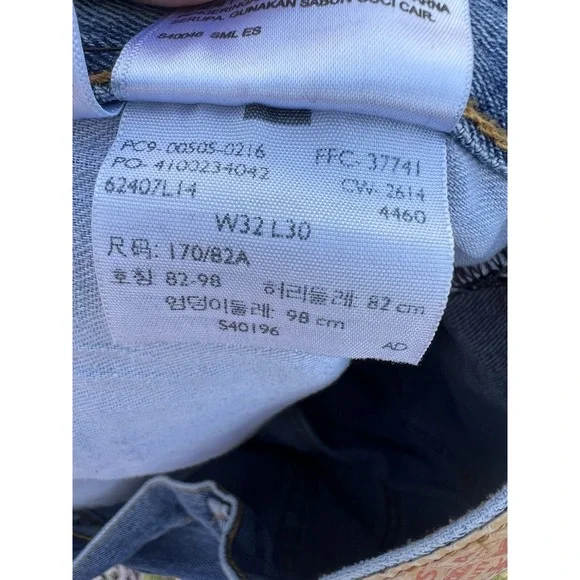 SERUPA, GUNAKAN SABUN CUCI CAIR.
S40046 SML ES
PC9-00505-0216 FFC-37741
PO-4100234042 CW-2614
62407L14 4460
W32 L30
尺码: 170/82A
호칭 82-98 허리둘레: 82 cm
엉덩이둘레: 98 cm
S40196
AD